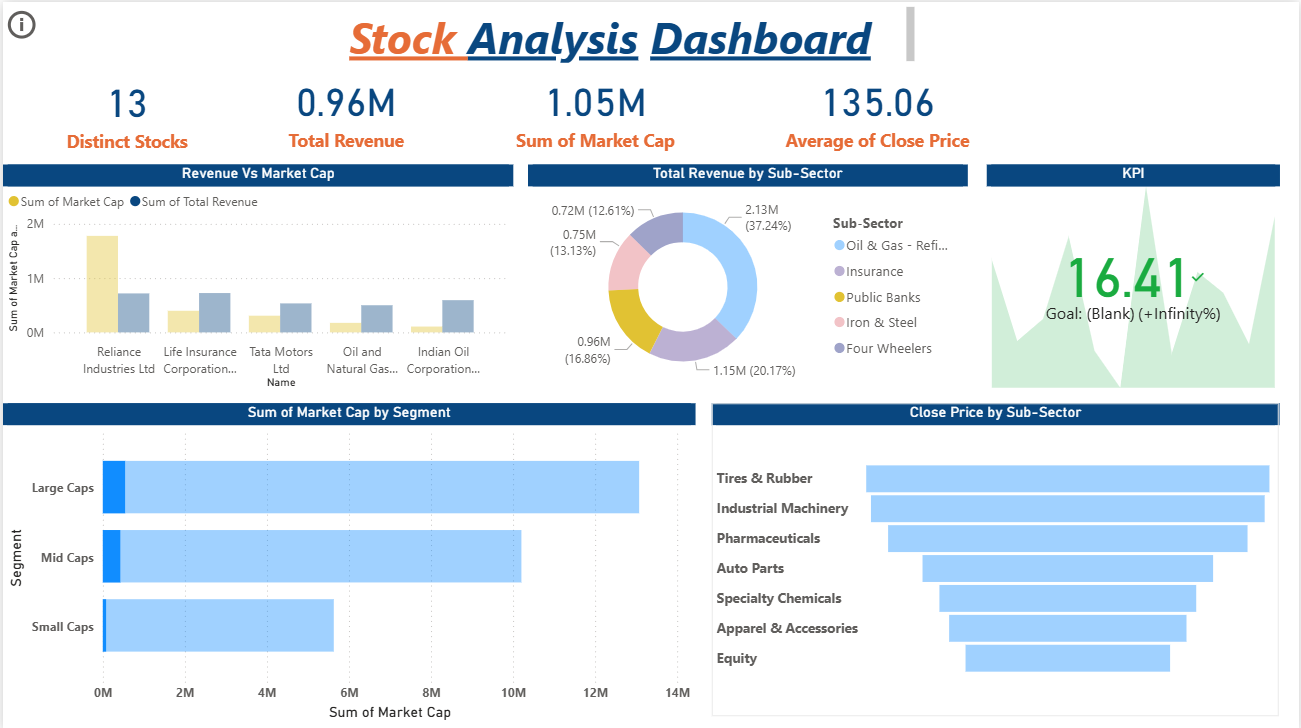 Stock Analysis Dashboard
13
Distinct Stocks
0.96M
Total Revenue
1.05M
Sum of Market Cap
135.06
Average of Close Price
Revenue Vs Market Cap
Sum of Market Cap
Sum of Total Revenue
Sum of Market Cap a...
2M
1M
0M
Reliance
Industries Ltd
Life Insurance
Corporation...
Tata Motors
Ltd
Oil and
Natural Gas...
Indian Oil
Corporation...
Name
Total Revenue by Sub-Sector
0.72M (12.61%)
2.13M
(37.24%)
0.75M
(13.13%)
0.96M
(16.86%)
1.15M (20.17%)
Sub-Sector
Oil & Gas - Refi...
Insurance
Public Banks
Iron & Steel
Four Wheelers
KPI
16.41
Goal: (Blank) (+Infinity%)
Sum of Market Cap by Segment
Segment
Large Caps
Mid Caps
Small Caps
0M
2M
4M
6M
8M
10M
12M
14M
Sum of Market Cap
Close Price by Sub-Sector
Tires & Rubber
Industrial Machinery
Pharmaceuticals
Auto Parts
Specialty Chemicals
Apparel & Accessories
Equity